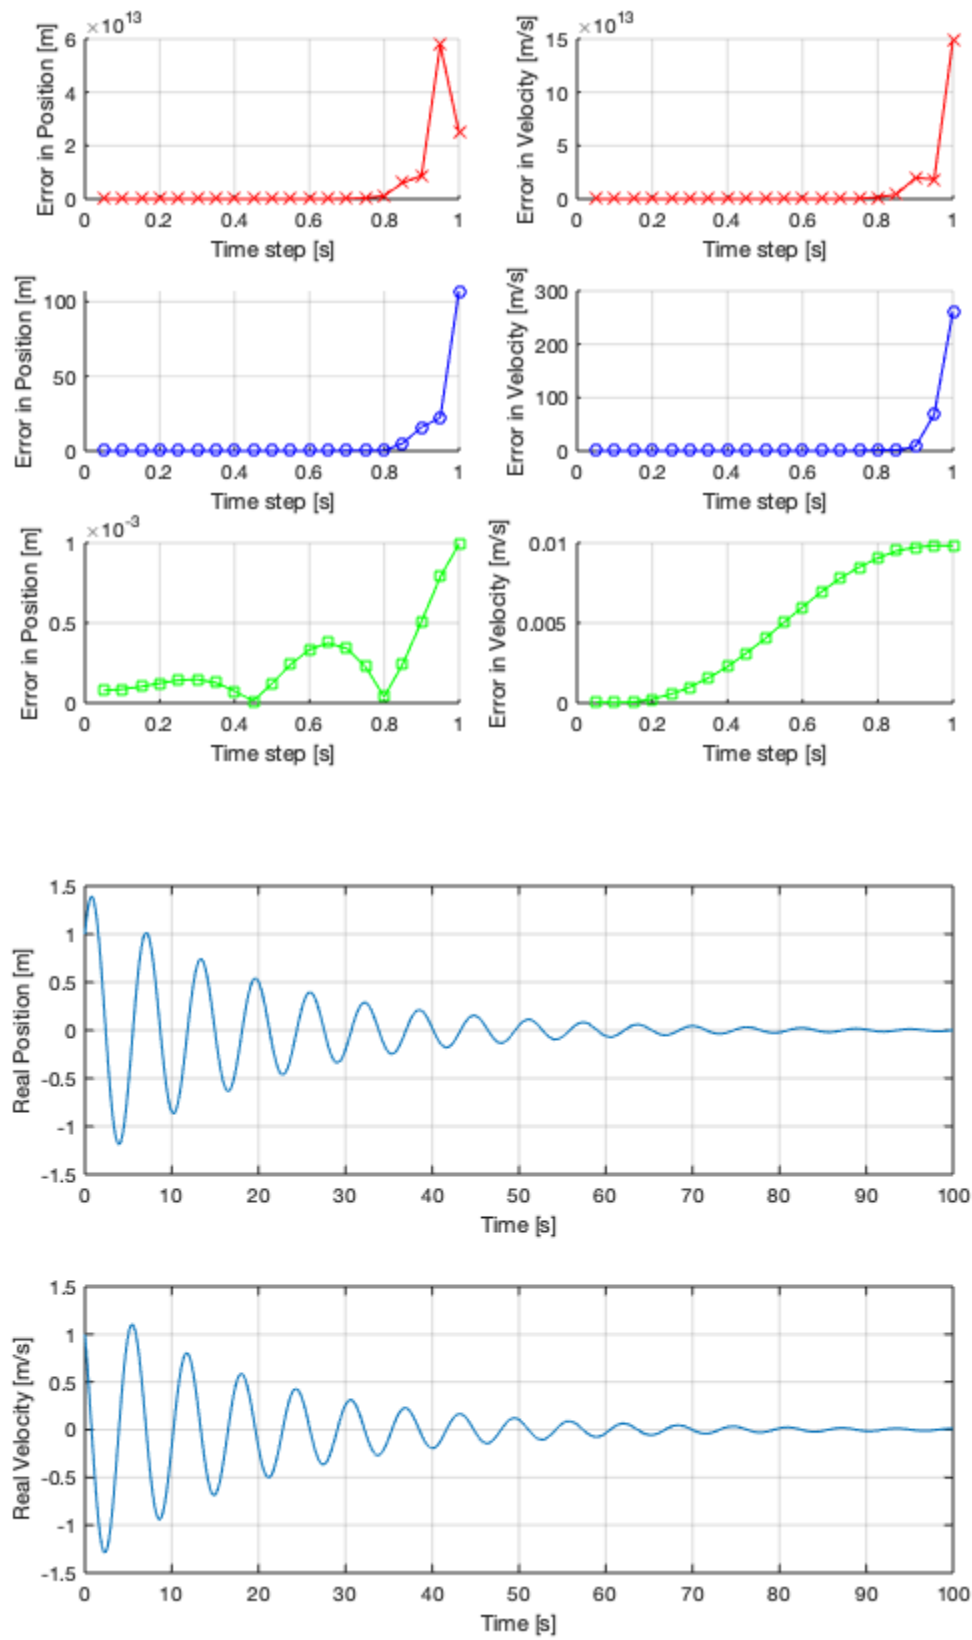 ×10^13
Error in Position [m]
6
4
2
0
0 0.2 0.4 0.6 0.8 1
Time step [s]
×10^13
Error in Velocity [m/s]
15
10
5
0
0 0.2 0.4 0.6 0.8 1
Time step [s]
Error in Position [m]
100
50
0
0 0.2 0.4 0.6 0.8 1
Time step [s]
Error in Velocity [m/s]
300
200
100
0
0 0.2 0.4 0.6 0.8 1
Time step [s]
×10^-3
Error in Position [m]
1
0.5
0
0 0.2 0.4 0.6 0.8 1
Time step [s]
Error in Velocity [m/s]
0.01
0.005
0
0 0.2 0.4 0.6 0.8 1
Time step [s]
Real Position [m]
1.5
1
0.5
0
-0.5
-1
-1.5
0 10 20 30 40 50 60 70 80 90 100
Time [s]
Real Velocity [m/s]
1.5
1
0.5
0
-0.5
-1
-1.5
0 10 20 30 40 50 60 70 80 90 100
Time [s]